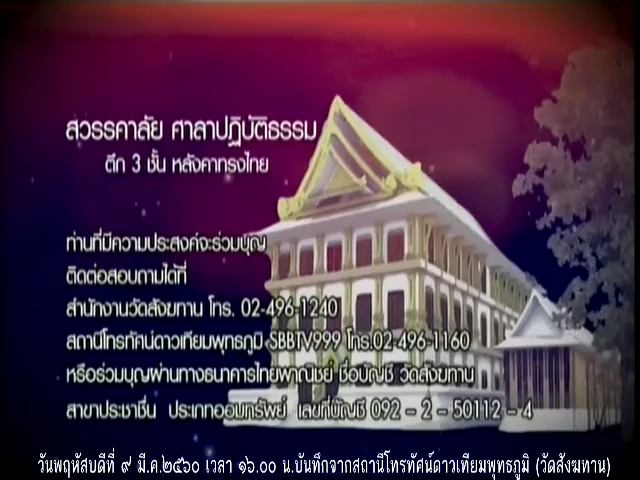 สวรรคาลัย ศาลาปฏิบัติธรรม
ตึก 3 ชั้น หลังคาทรงไทย
ท่านที่มีความประสงค์จะร่วมบุญ
ติดต่อสอบถามได้ที่
สำนักงานวัดสังฆทาน โทร. 02-496-1240
สถานีโทรทัศน์ดาวเทียมพุทธภูมิ SBBTV999 โทร.02-496-1160
หรือร่วมบุญผ่านทางธนาคารไทยพาณชย์ ชื่อบัญชี วัดสังฆทาน
สาขาประชาชื่น ประเภทออมทรัพย์ เลขที่บัญชี 092 - 2 - 50112 - 4
วันพฤหัสบดีที่ ๙ มี.ค.๒๕๖๐ เวลา ๑๖.๐๐ น.บันทึกจากสถานีโทรทัศน์ดาวเทียมพุทธภูมิ (วัดสังฆทาน)